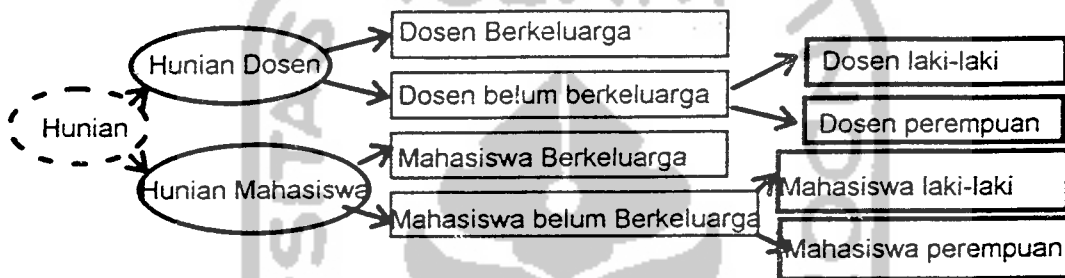 Hunian
Hunian Dosen
Hunian Mahasiswa
Dosen Berkeluarga
Dosen belum berkeluarga
Mahasiswa Berkeluarga
Mahasiswa belum Berkeluarga
Dosen laki-laki
Dosen perempuan
Mahasiswa laki-laki
Mahasiswa perempuan